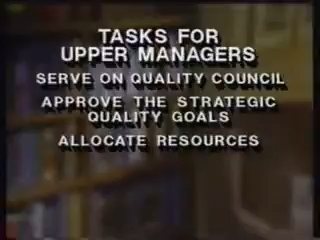 TASKS FOR
UPPER MANAGERS
SERVE ON QUALITY COUNCIL
APPROVE THE STRATEGIC
QUALITY GOALS
ALLOCATE RESOURCES